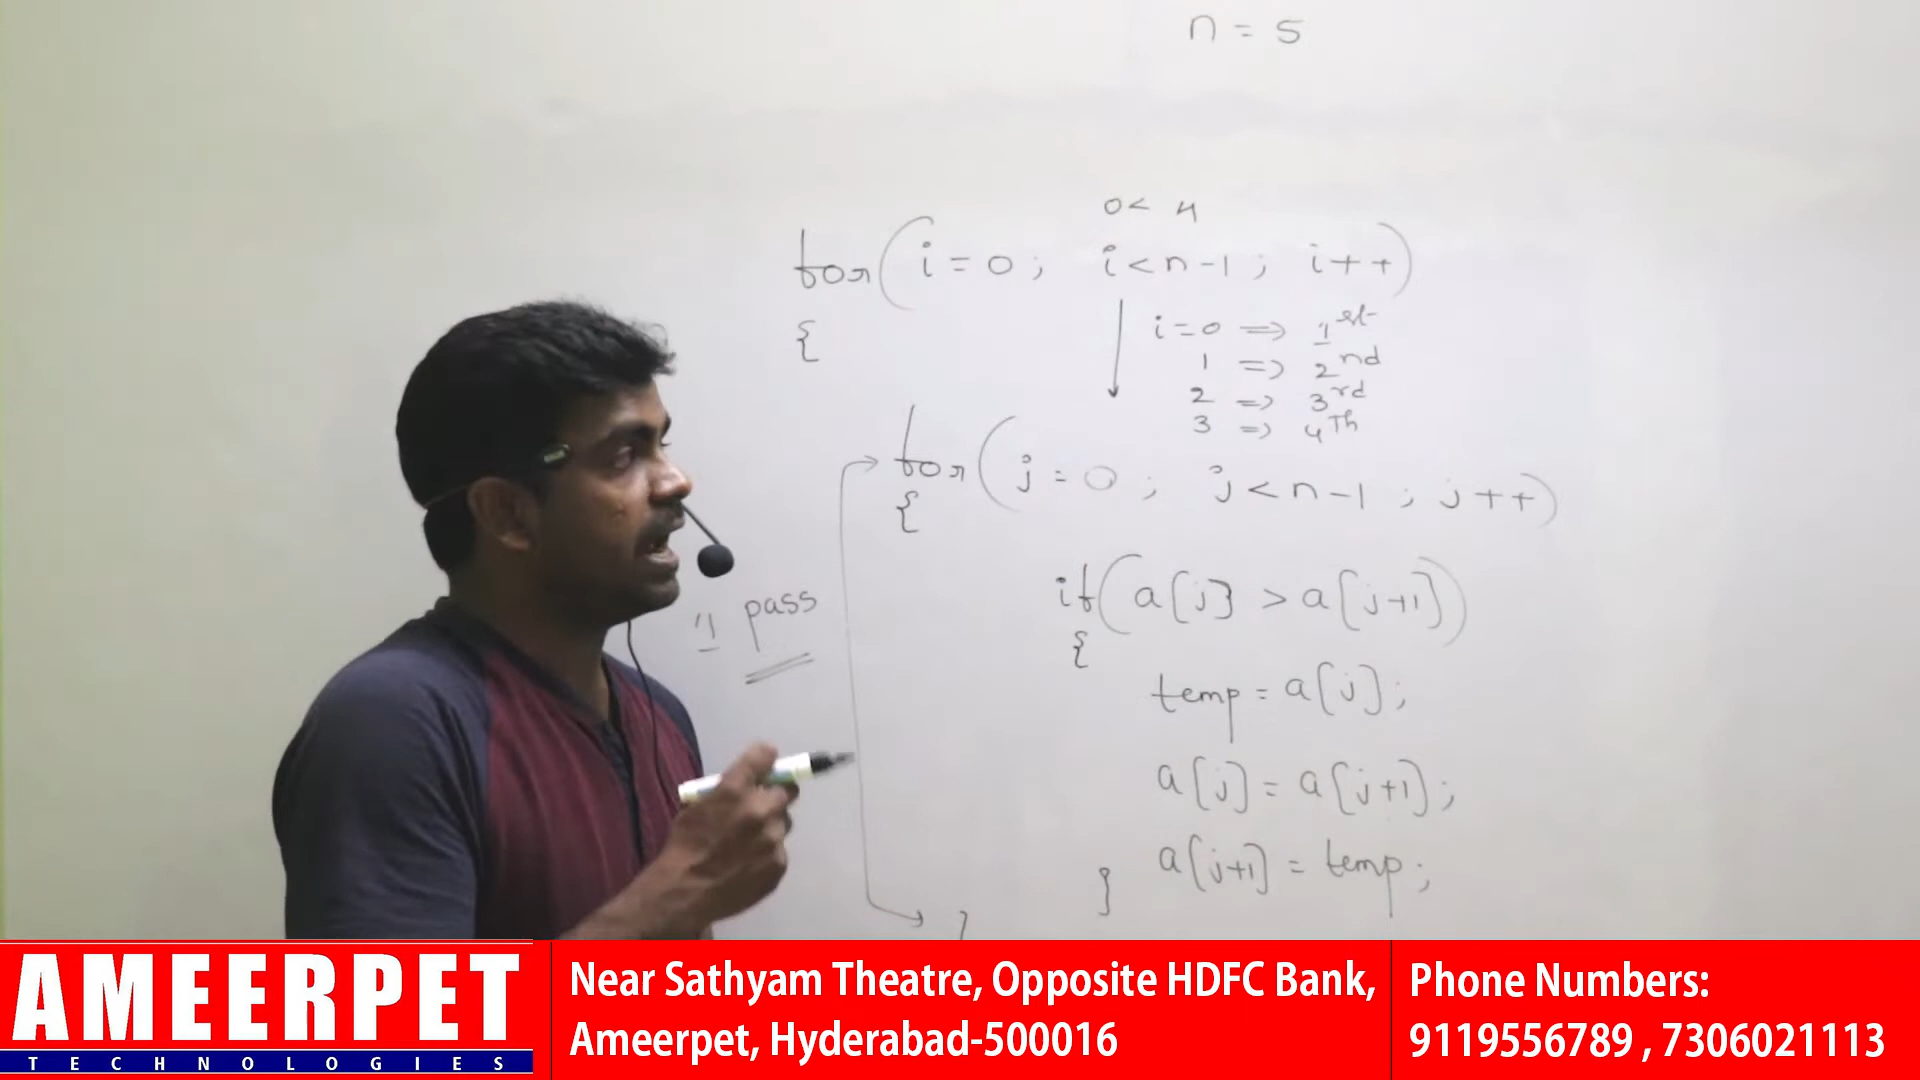 n = 5
0 < 4
for(i = 0; i < n-1; i++)
{
i = 0 => 1st
1 => 2nd
2 => 3rd
3 => 4Th
for(j = 0; j < n-1; j++)
{
if(a[j] > a[j+1])
{
1 pass
temp = a[j];
a[j] = a[j+1];
a[j+1] = temp;
}
}
AMEERPET
TECHNOLOGIES
Near Sathyam Theatre, Opposite HDFC Bank,
Ameerpet, Hyderabad-500016
Phone Numbers:
9119556789 , 7306021113